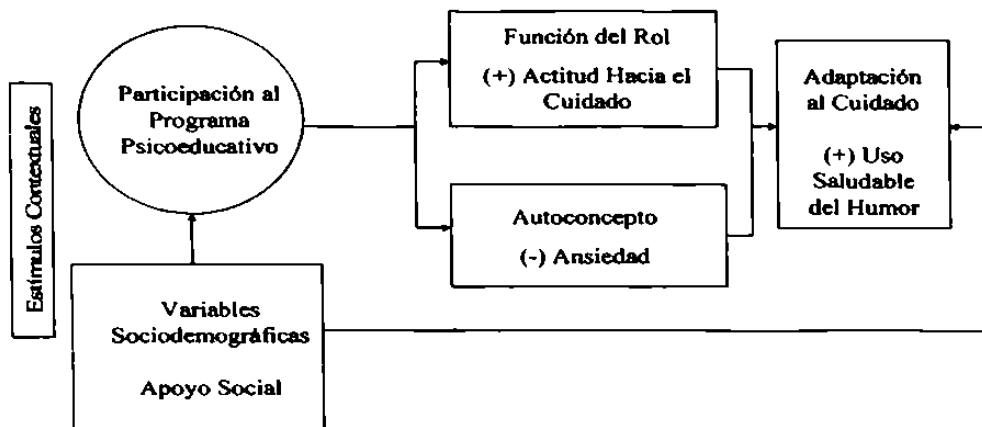 Estímulos Contextuales
Participación al
Programa
Psicoeducativo
Variables
Sociodemográficas
Apoyo Social
Función del Rol
(+) Actitud Hacia el
Cuidado
Autoconcepto
(-) Ansiedad
Adaptación
al Cuidado
(+) Uso
Saludable
del Humor